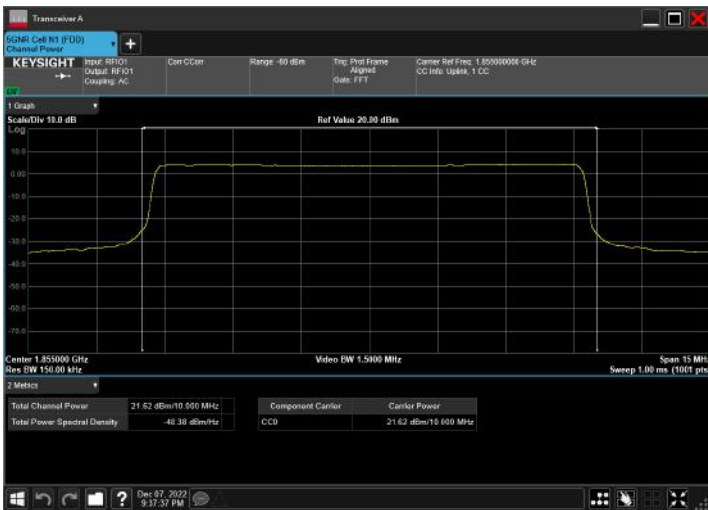 Transceiver A
5GNR Cell N1 (FDD)
Channel Power
KEYSIGHT
Input: RFIO1
Output: RFIO1
Coupling: AC
Corr CCorr
Range: -60 dBm
Trig: Prot Frame
Aligned
Gate: FFT
Carrier Ref Freq: 1.855000000 GHz
CC Info: Uplink, 1 CC
1 Graph
Scale/Div 10.0 dB
Ref Value 20.00 dBm
Log
10.0
0.00
-10.0
-20.0
-30.0
-40.0
-50.0
-60.0
-70.0
Center 1.855000 GHz
Video BW 1.5000 MHz
Span 15 MHz
Res BW 150.00 kHz
Sweep 1.00 ms (1001 pts
2 Metrics
Total Channel Power 21.62 dBm/10.000 MHz
Total Power Spectral Density -48.38 dBm/Hz
Component Carrier Carrier Power
CC0 21.62 dBm/10.000 MHz
Dec 07, 2022
9:37:37 PM